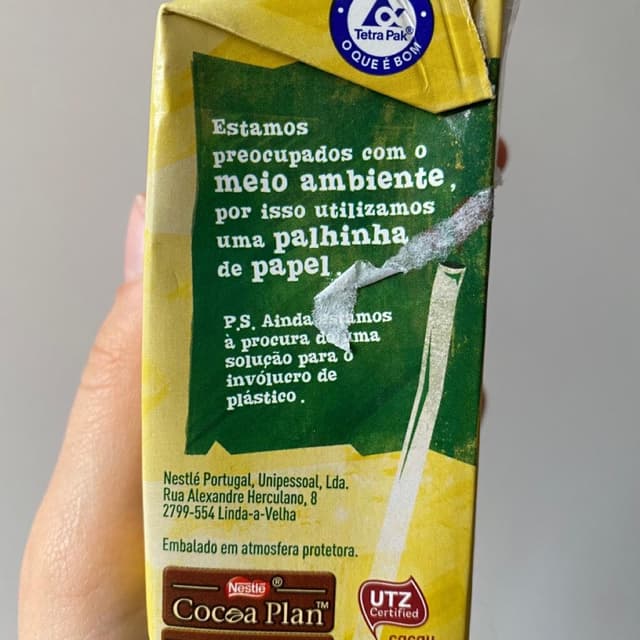 Tetra Pak®
O QUE É BOM
Estamos
preocupados com o
meio ambiente,
por isso utilizamos
uma palhinha
de papel.
P.S. Ainda estamos
à procura de uma
solução para o
invólucro de
plástico.
Nestlé Portugal, Unipessoal, Lda.
Rua Alexandre Herculano, 8
2799-554 Linda-a-Velha
Embalado em atmosfera protetora.
Nestlé®
Cocoa Plan™
UTZ
Certified
cacau